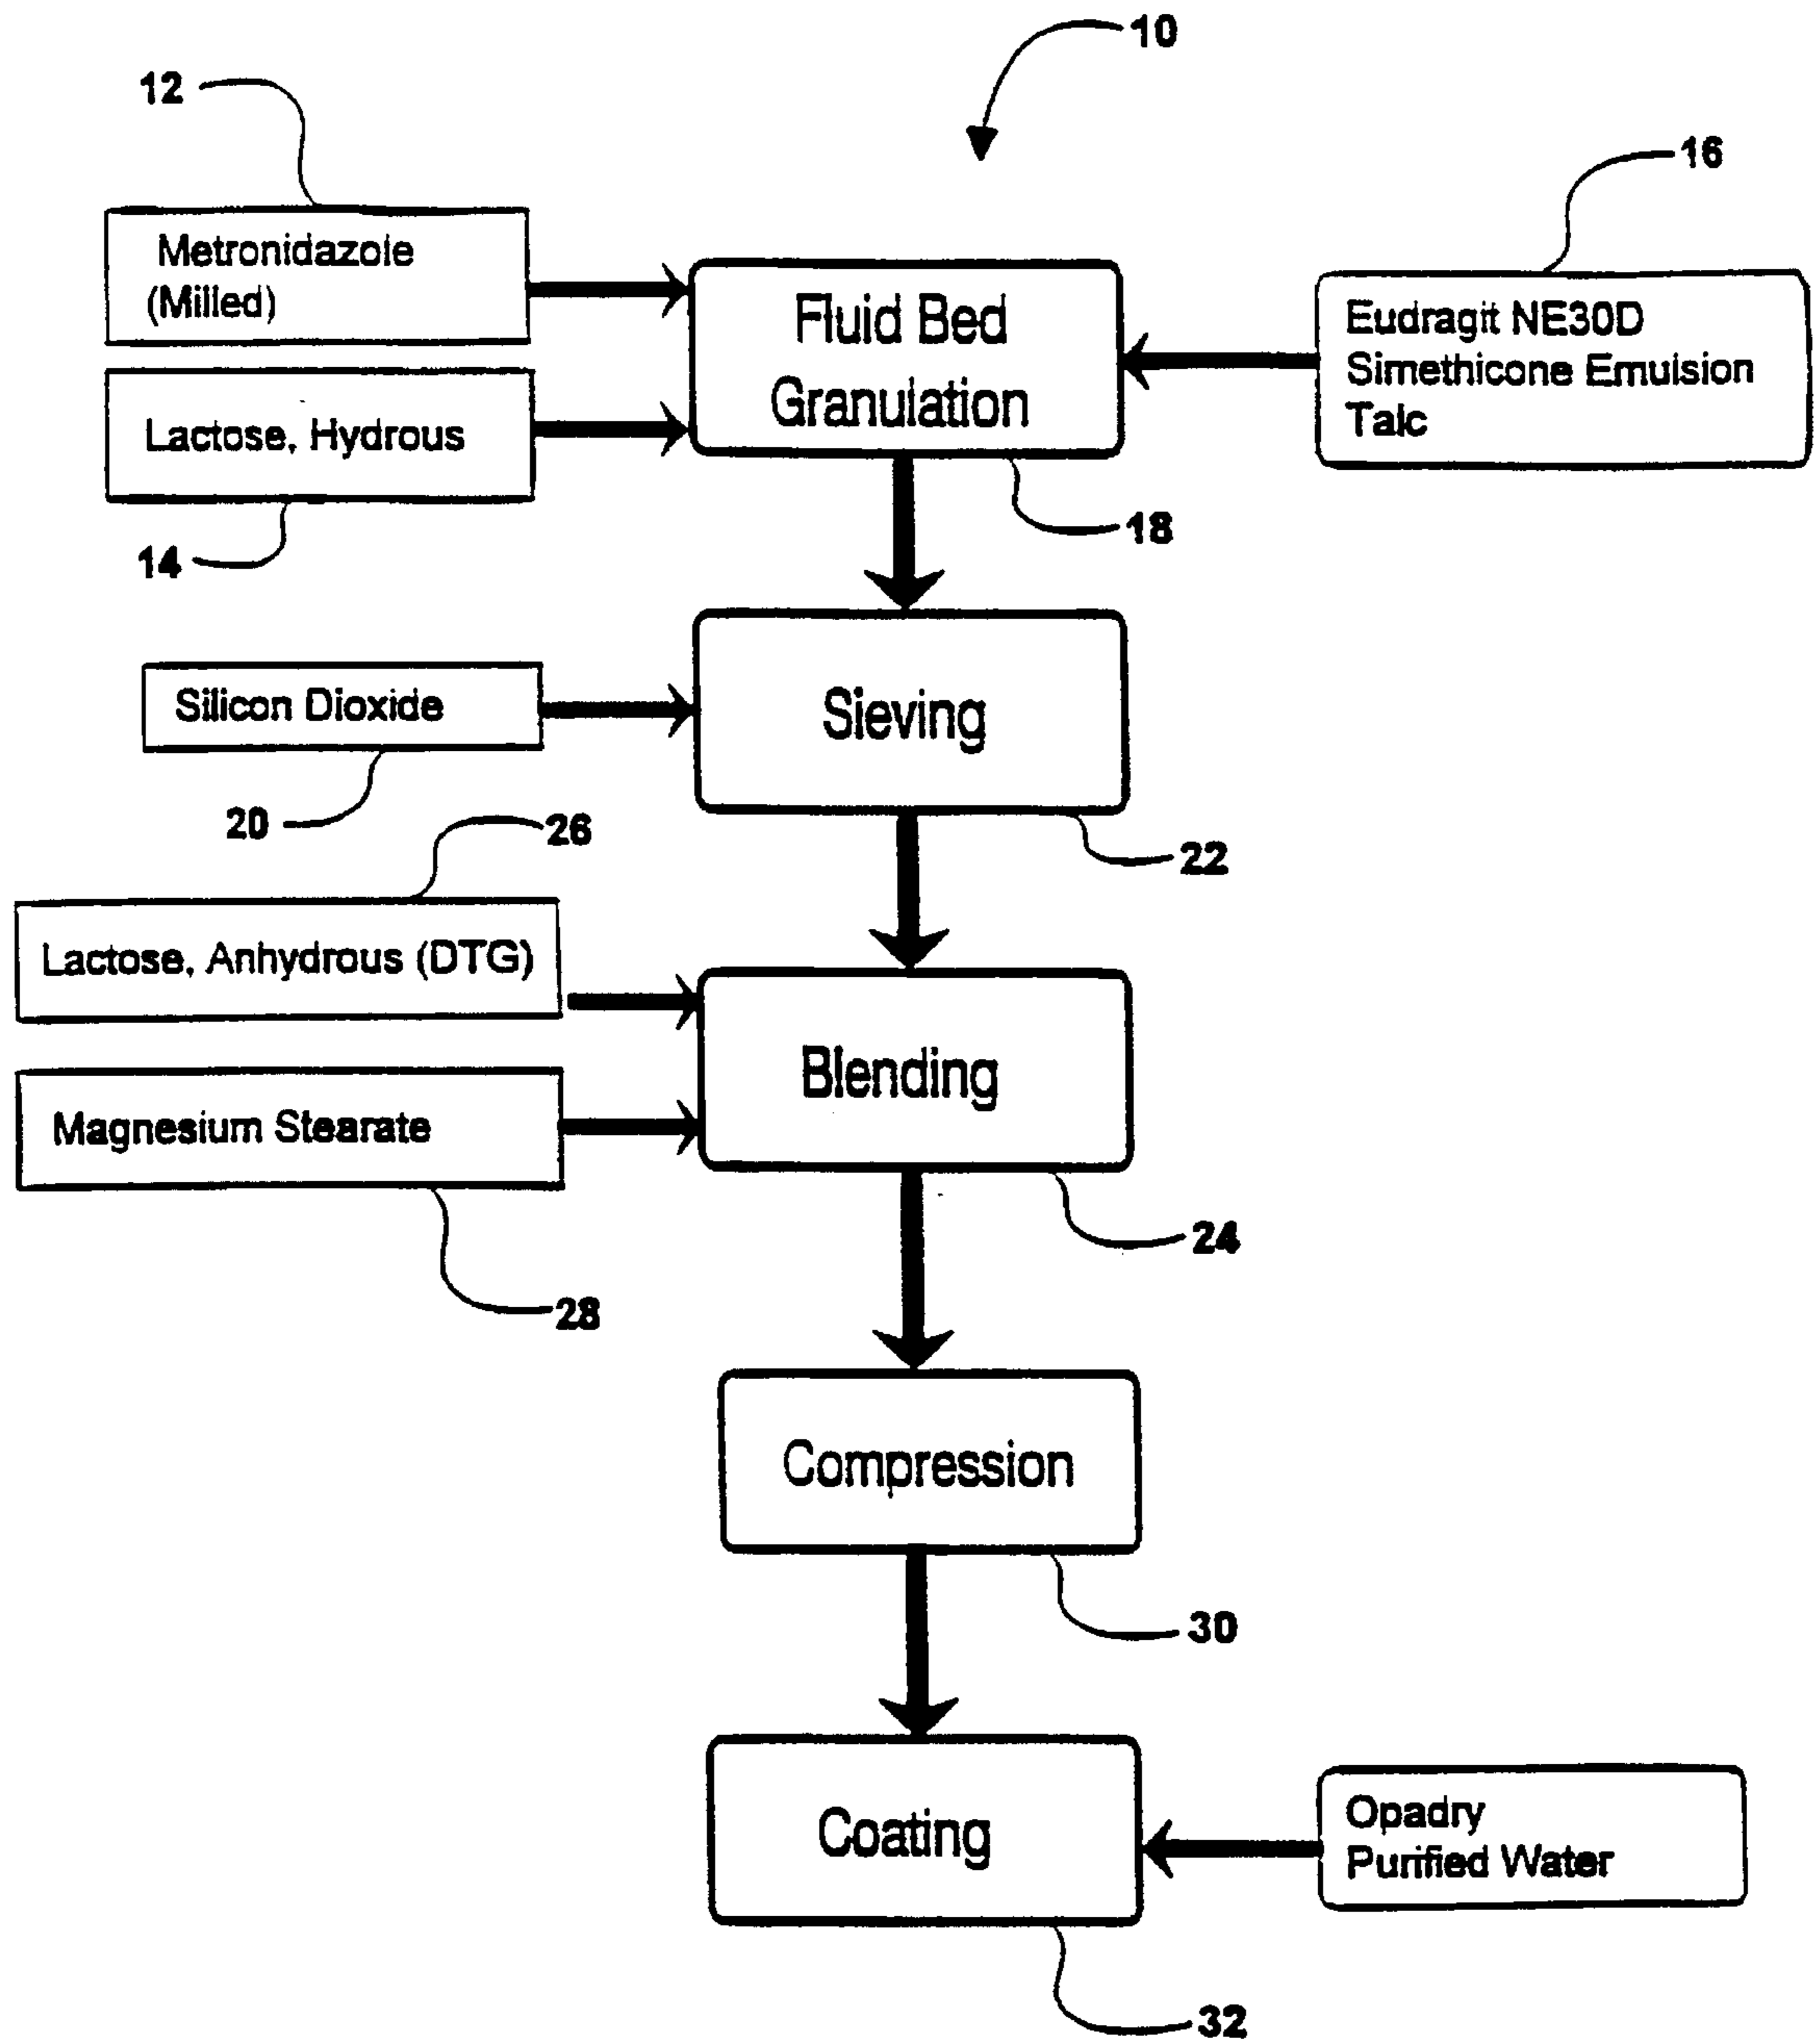 10
12
16
Metronidazole
(Milled)
Fluid Bed
Granulation
Eudragit NE30D
Simethicone Emulsion
Talc
Lactose, Hydrous
14
18
Silicon Dioxide
Sieving
20
26
22
Lactose, Anhydrous (DTG)
Blending
Magnesium Stearate
24
28
Compression
30
Coating
Opadry
Purified Water
32